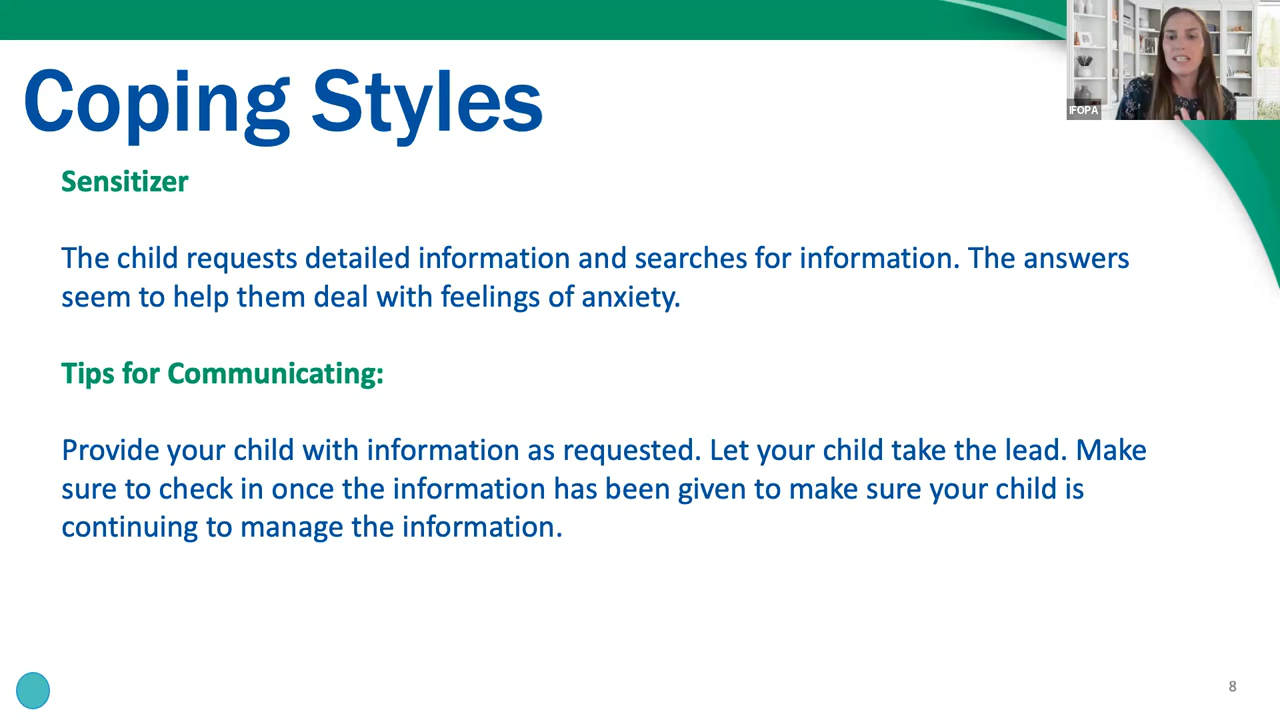 Coping Styles
IFOPA
Sensitizer
The child requests detailed information and searches for information. The answers
seem to help them deal with feelings of anxiety.
Tips for Communicating:
Provide your child with information as requested. Let your child take the lead. Make
sure to check in once the information has been given to make sure your child is
continuing to manage the information.
8